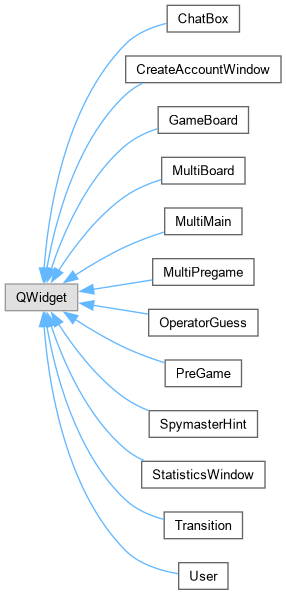 ChatBox
CreateAccountWindow
GameBoard
MultiBoard
MultiMain
MultiPregame
QWidget
OperatorGuess
PreGame
SpymasterHint
StatisticsWindow
Transition
User